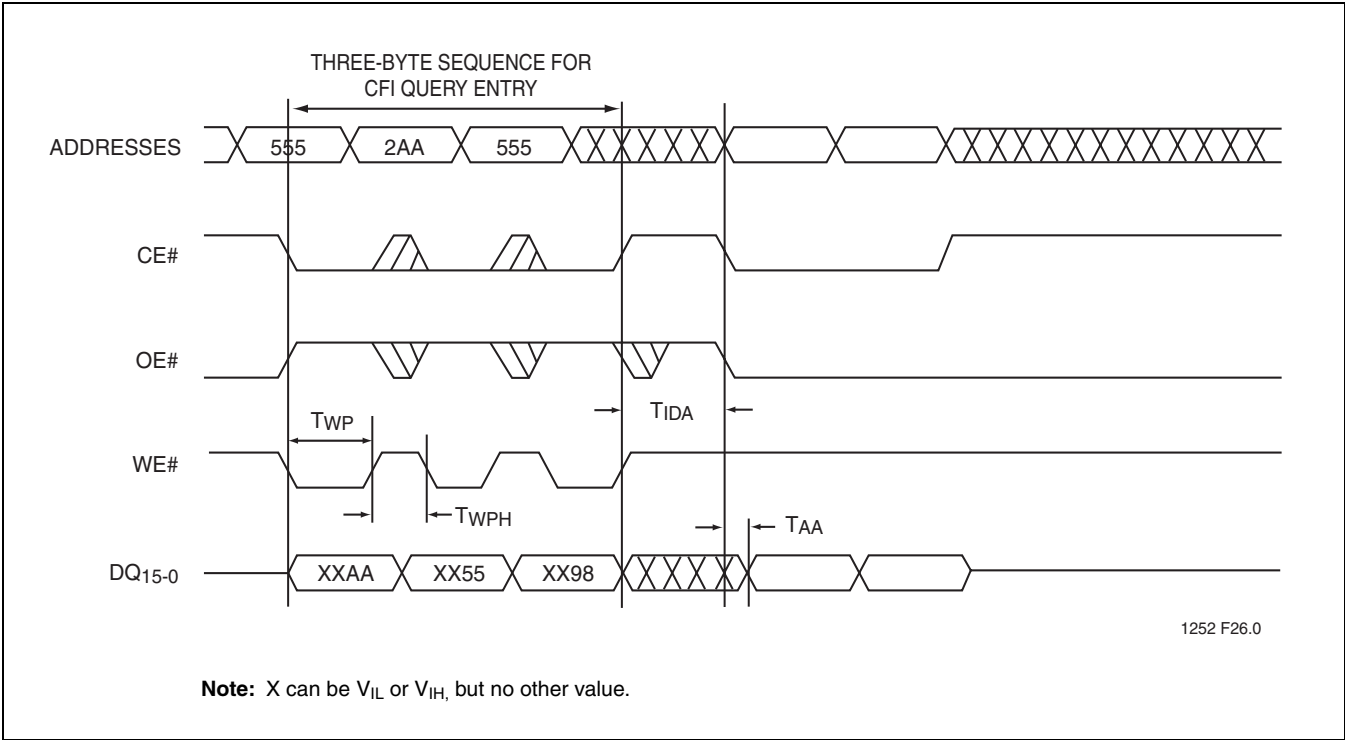 THREE-BYTE SEQUENCE FOR
CFI QUERY ENTRY
ADDRESSES
555
2AA
555
CE#
OE#
TIDA
TWP
WE#
TWPH
TAA
DQ15-0
XXAA
XX55
XX98
1252 F26.0
Note: X can be VIL or VIH, but no other value.